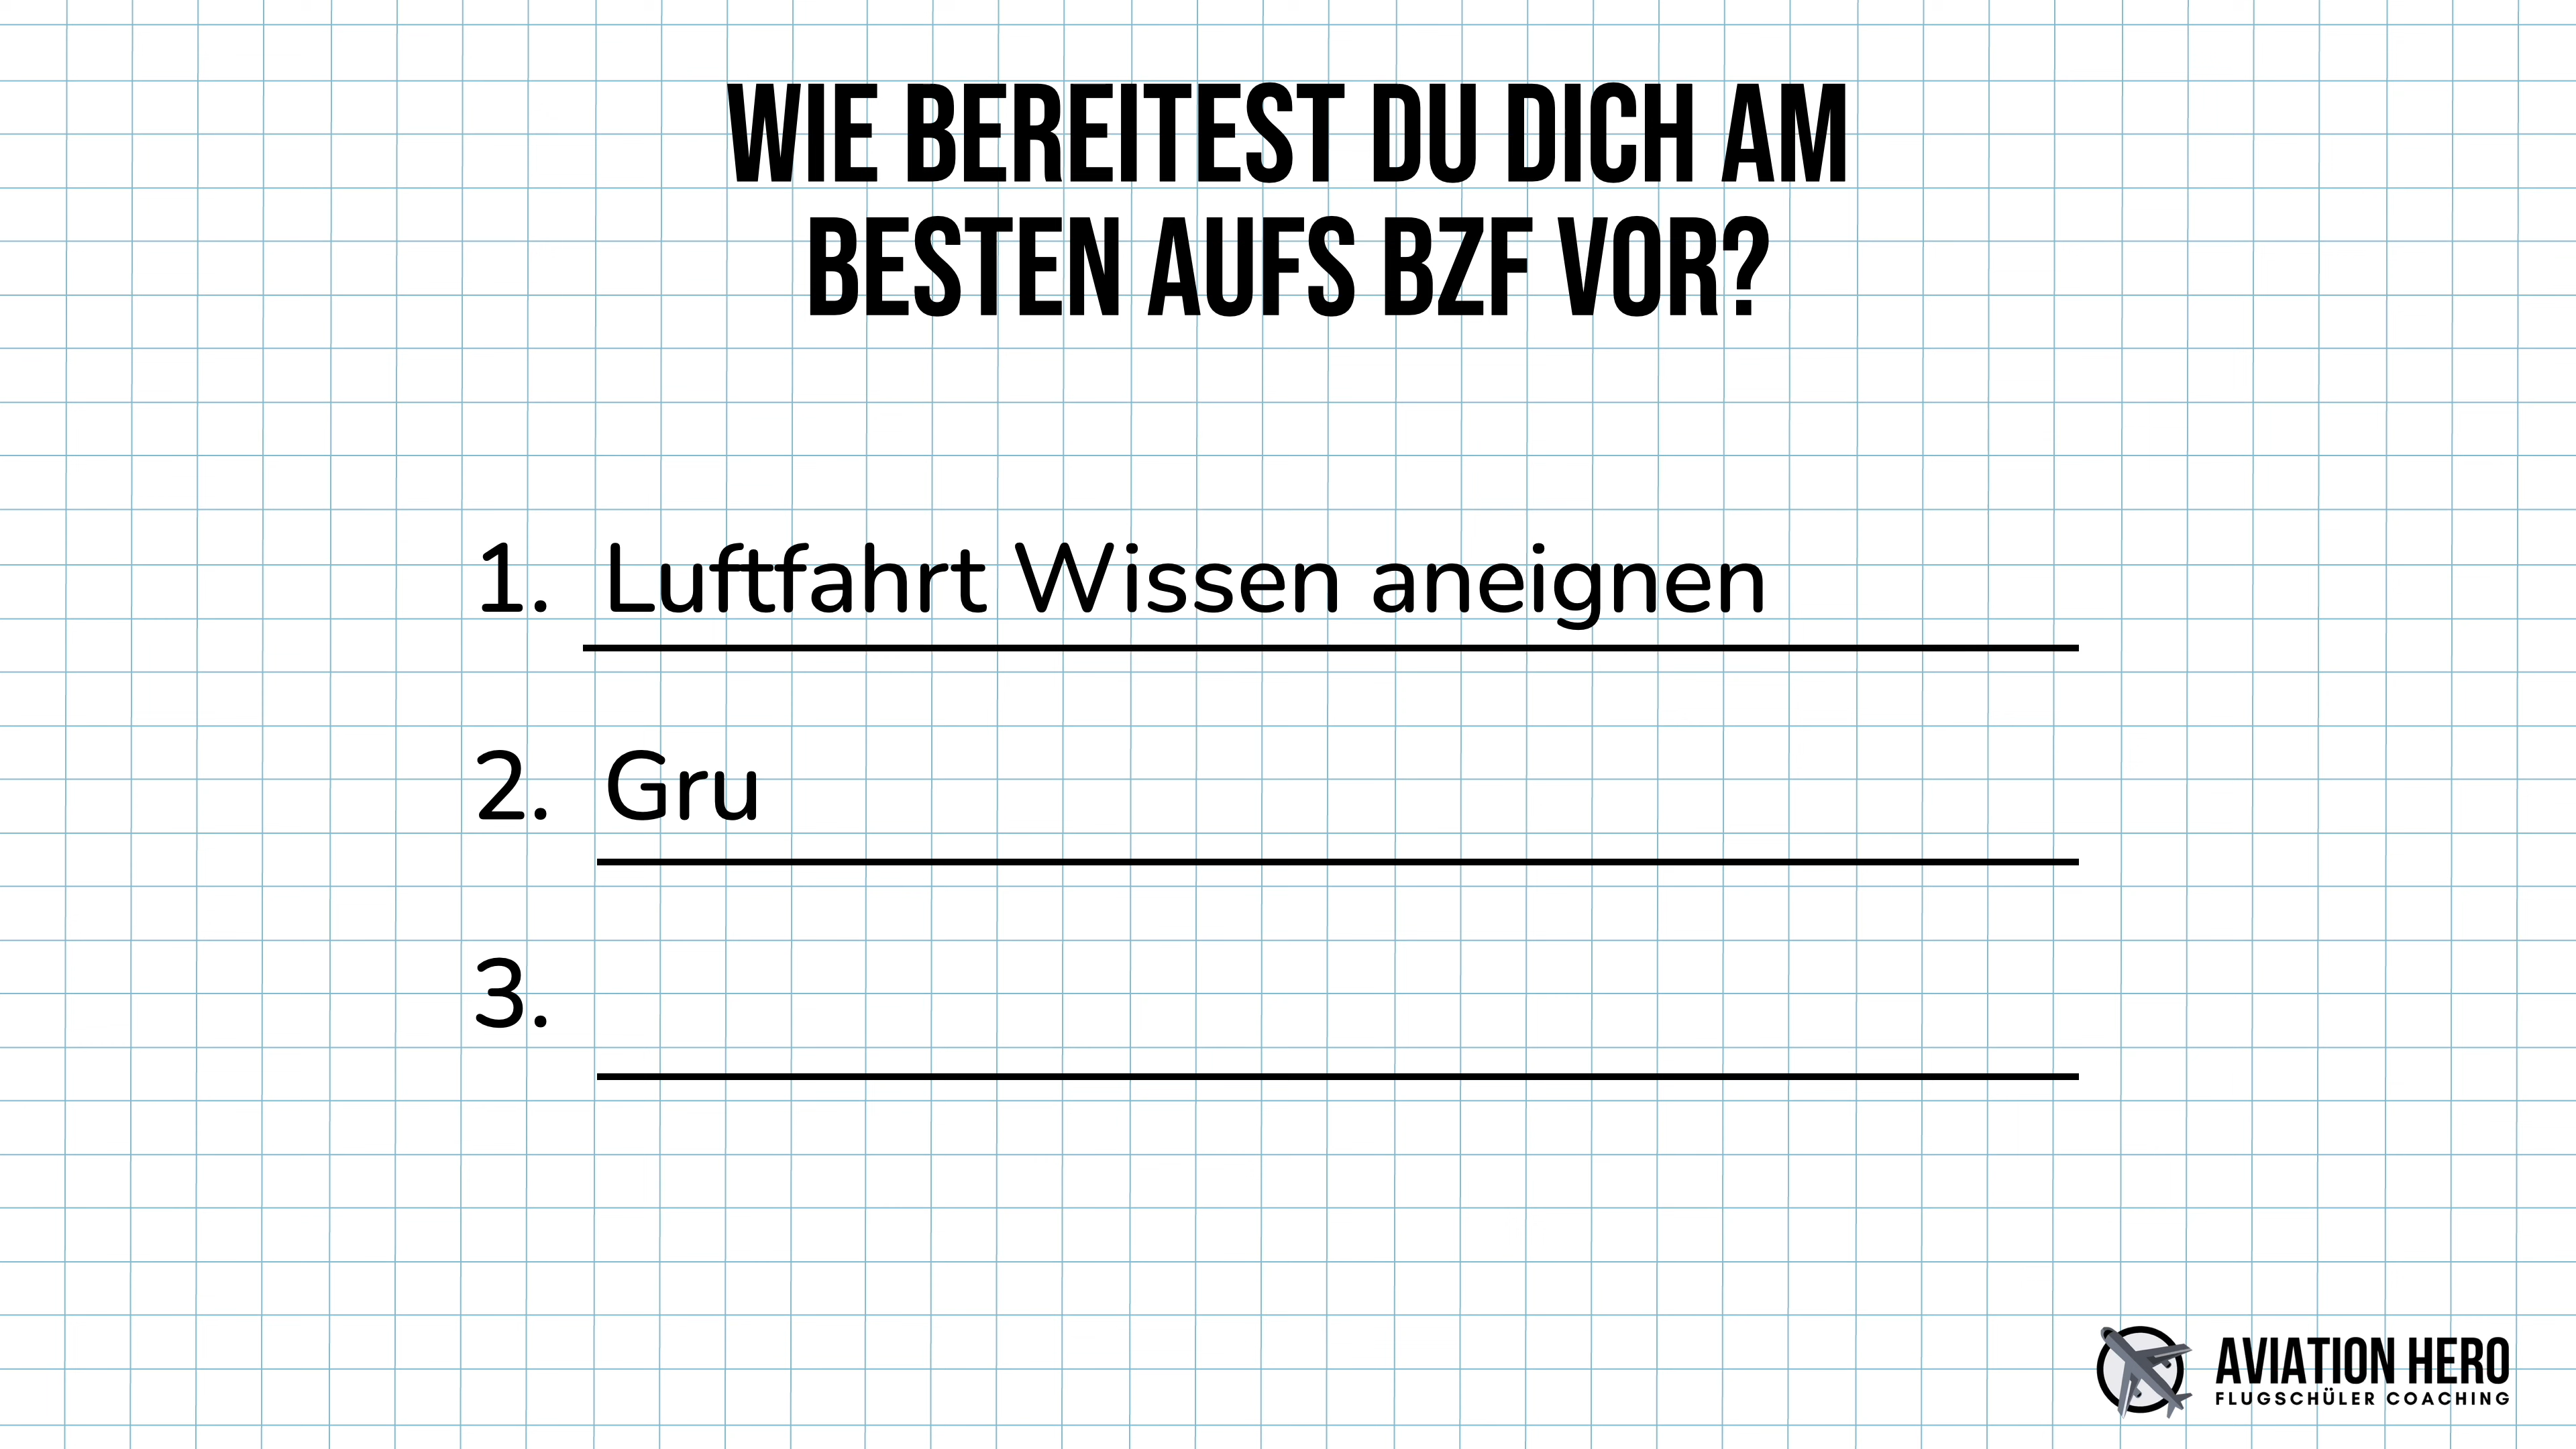 WIE BEREITEST DU DICH AM
BESTEN AUFS BZF VOR?
1. Luftfahrt Wissen aneignen
2. Gru
3.
AVIATION HERO
FLUGSCHÜLER COACHING